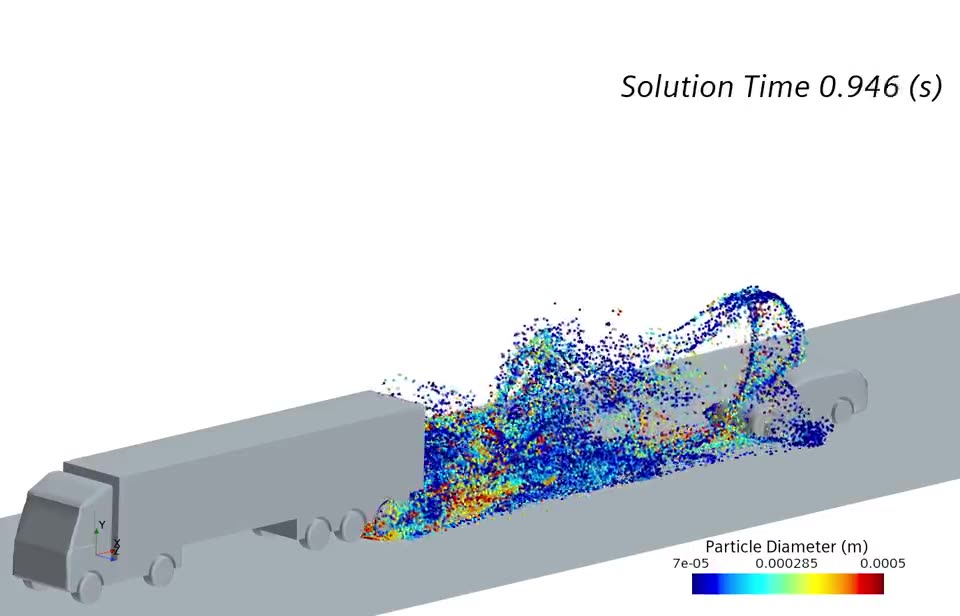 Solution Time 0.946 (s)
Y
X
Z
Particle Diameter (m)
7e-05 0.000285 0.0005